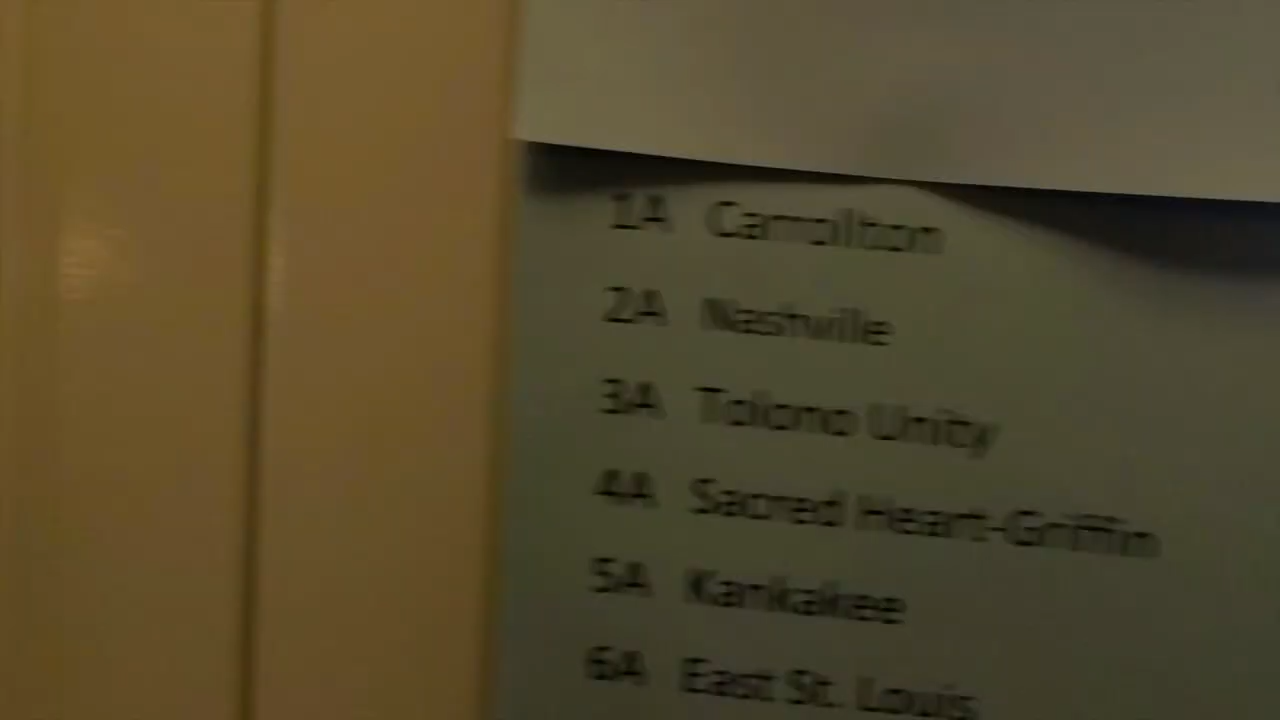 1A Carrollton
2A Nashville
3A Tolono Unity
4A Sacred Heart-Griffin
5A Kankakee
6A East St. Louis